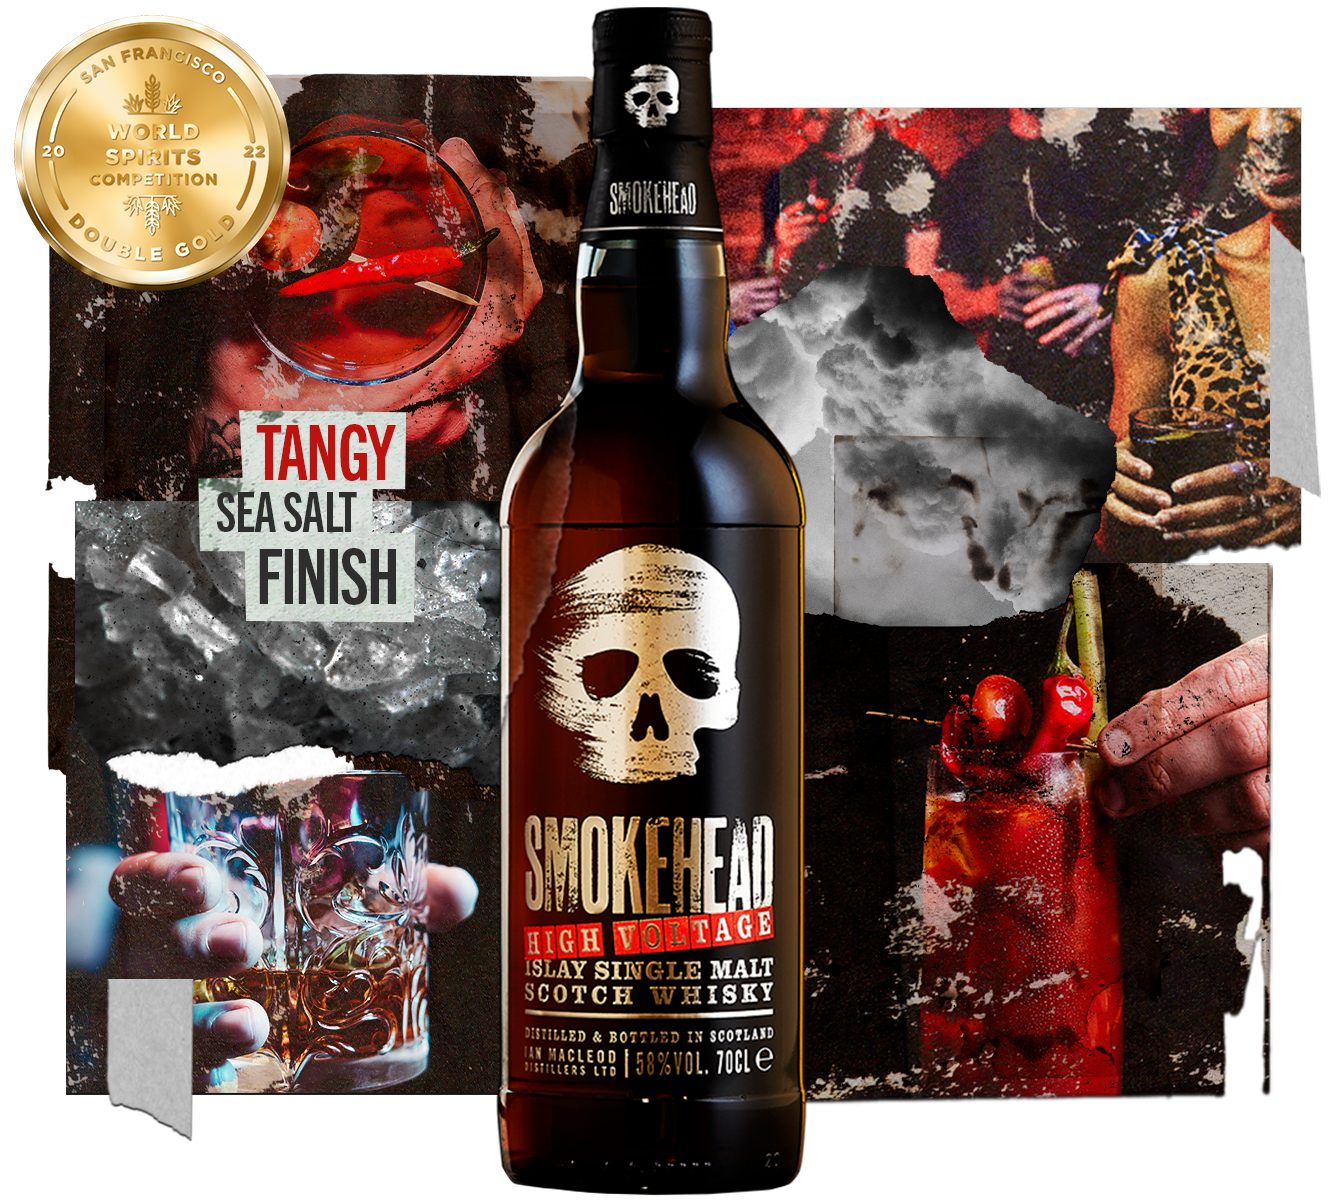 SAN FRANCISCO
WORLD
SPIRITS
COMPETITION
20 22
DOUBLE GOLD
SMOKEHEAD
TANGY
SEA SALT
FINISH
SMOKEHEAD
HIGH VOLTAGE
ISLAY SINGLE MALT
SCOTCH WHISKY
DISTILLED & BOTTLED IN SCOTLAND
IAN MACLEOD
DISTILLERS LTD
58%VOL. 70CL e